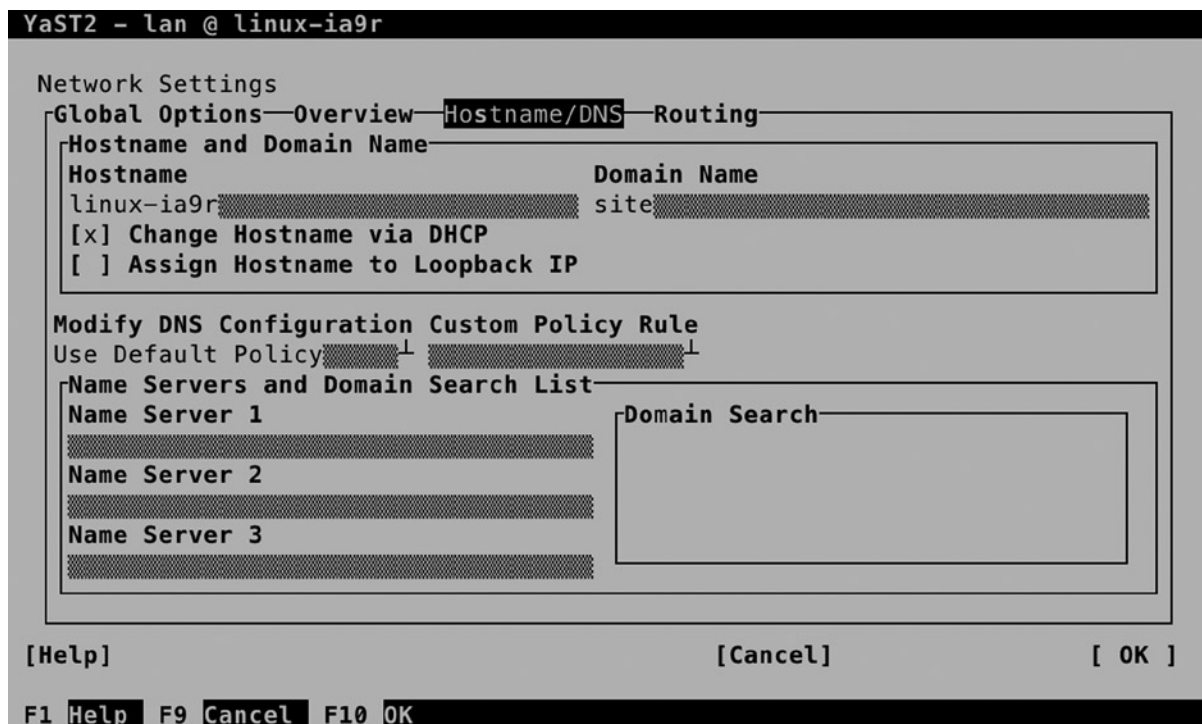 YaST2 – lan @ linux–ia9r
Network Settings
Global Options Overview Hostname/DNS Routing
Hostname and Domain Name
Hostname Domain Name
linux–ia9r site
[x] Change Hostname via DHCP
[ ] Assign Hostname to Loopback IP
Modify DNS Configuration Custom Policy Rule
Use Default Policy
Name Servers and Domain Search List
Name Server 1 Domain Search
Name Server 2
Name Server 3
[Help] [Cancel] [ OK ]
F1 Help F9 Cancel F10 OK